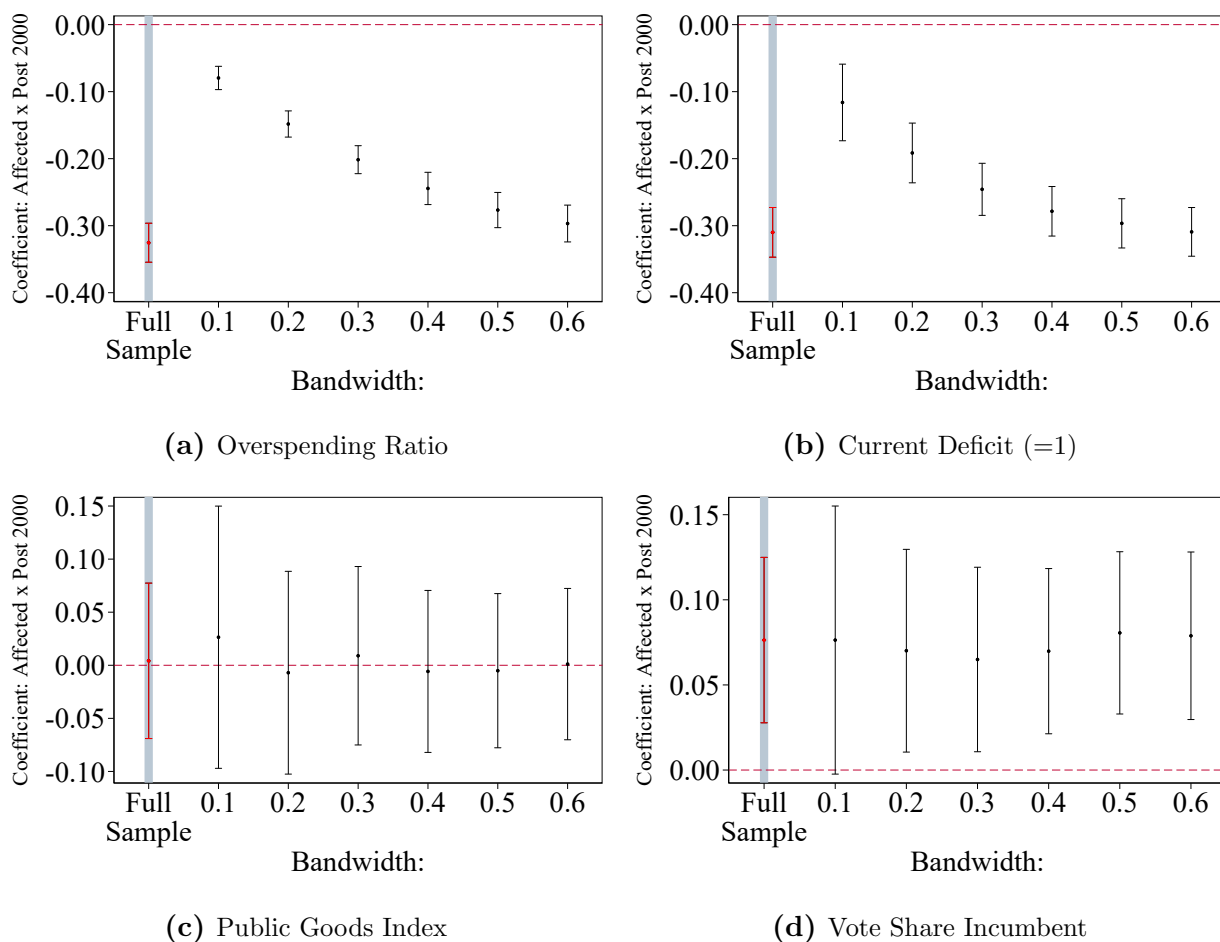 Coefficient: Affected x Post 2000
0.00
-0.10
-0.20
-0.30
-0.40
Full Sample
0.1
0.2
0.3
0.4
0.5
0.6
Bandwidth:
(a) Overspending Ratio
Coefficient: Affected x Post 2000
0.00
-0.10
-0.20
-0.30
-0.40
Full Sample
0.1
0.2
0.3
0.4
0.5
0.6
Bandwidth:
(b) Current Deficit (=1)
Coefficient: Affected x Post 2000
0.15
0.10
0.05
0.00
-0.05
-0.10
Full Sample
0.1
0.2
0.3
0.4
0.5
0.6
Bandwidth:
(c) Public Goods Index
Coefficient: Affected x Post 2000
0.15
0.10
0.05
0.00
Full Sample
0.1
0.2
0.3
0.4
0.5
0.6
Bandwidth:
(d) Vote Share Incumbent